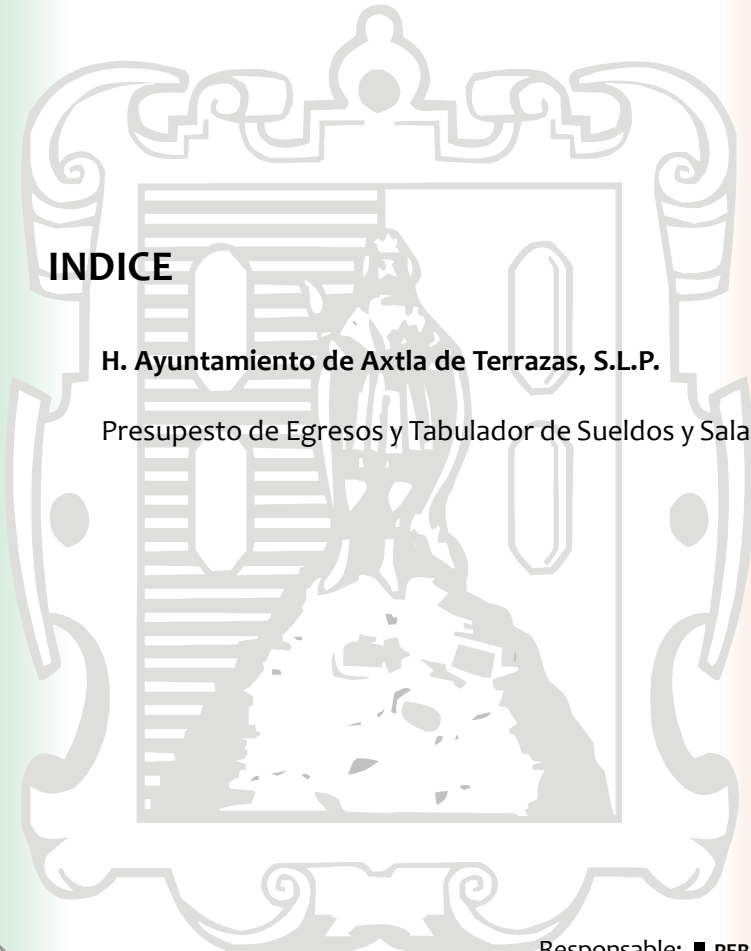 INDICE
H. Ayuntamiento de Axtla de Terrazas, S.L.P.
Presupesto de Egresos y Tabulador de Sueldos y Sala
Responsable: